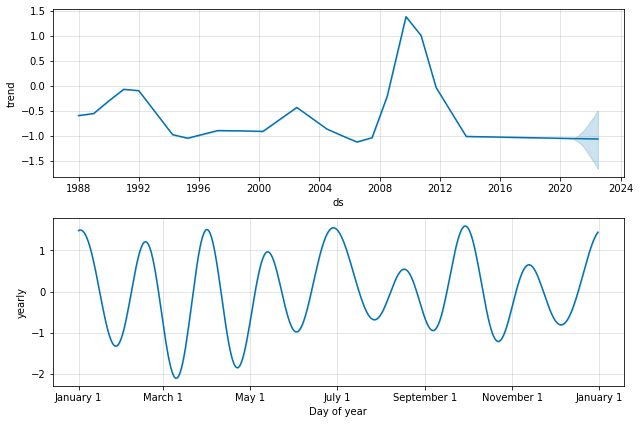 1.5
1.0
0.5
0.0
−0.5
−1.0
−1.5
trend
1988 1992 1996 2000 2004 2008 2012 2016 2020 2024
ds
1
0
−1
−2
yearly
January 1 March 1 May 1 July 1 September 1 November 1 January 1
Day of year